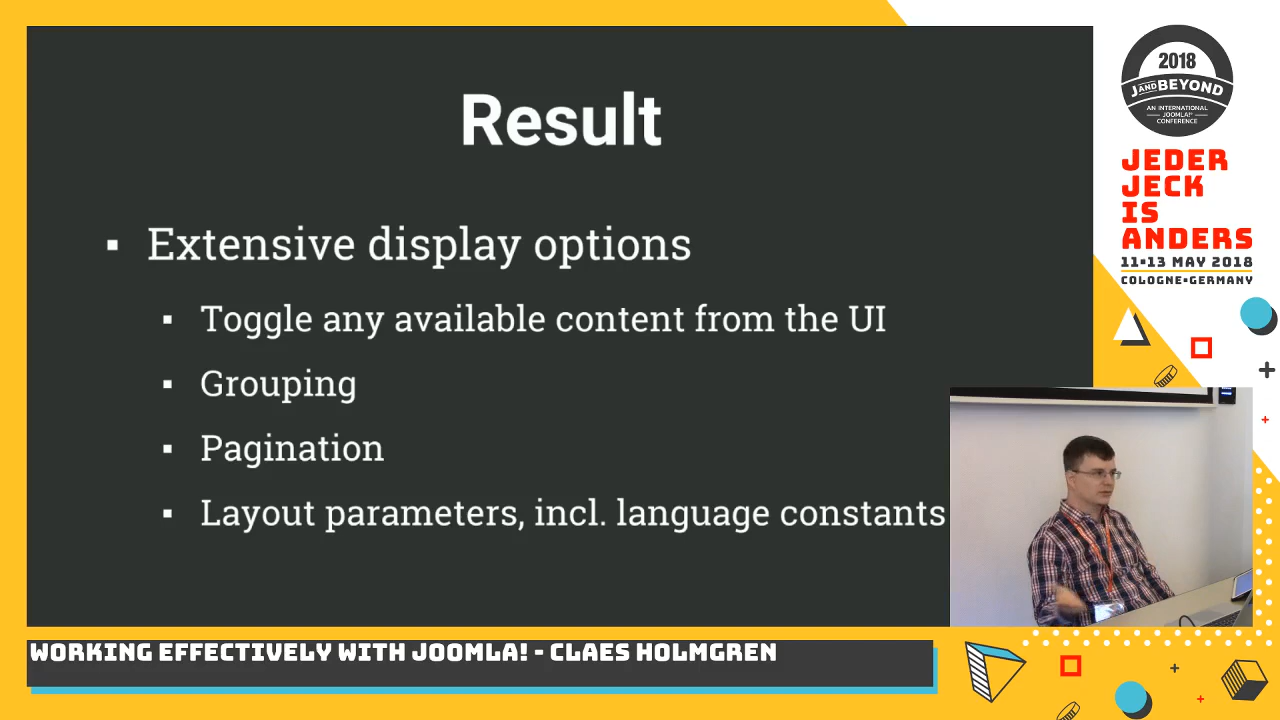 Result
▪ Extensive display options
▪ Toggle any available content from the UI
▪ Grouping
▪ Pagination
▪ Layout parameters, incl. language constants
2018
J AND BEYOND
AN INTERNATIONAL
JOOMLA!®
CONFERENCE
JEDER
JECK
IS
ANDERS
11▪13 MAY 2018
COLOGNE▪GERMANY
WORKING EFFECTIVELY WITH JOOMLA! - CLAES HOLMGREN